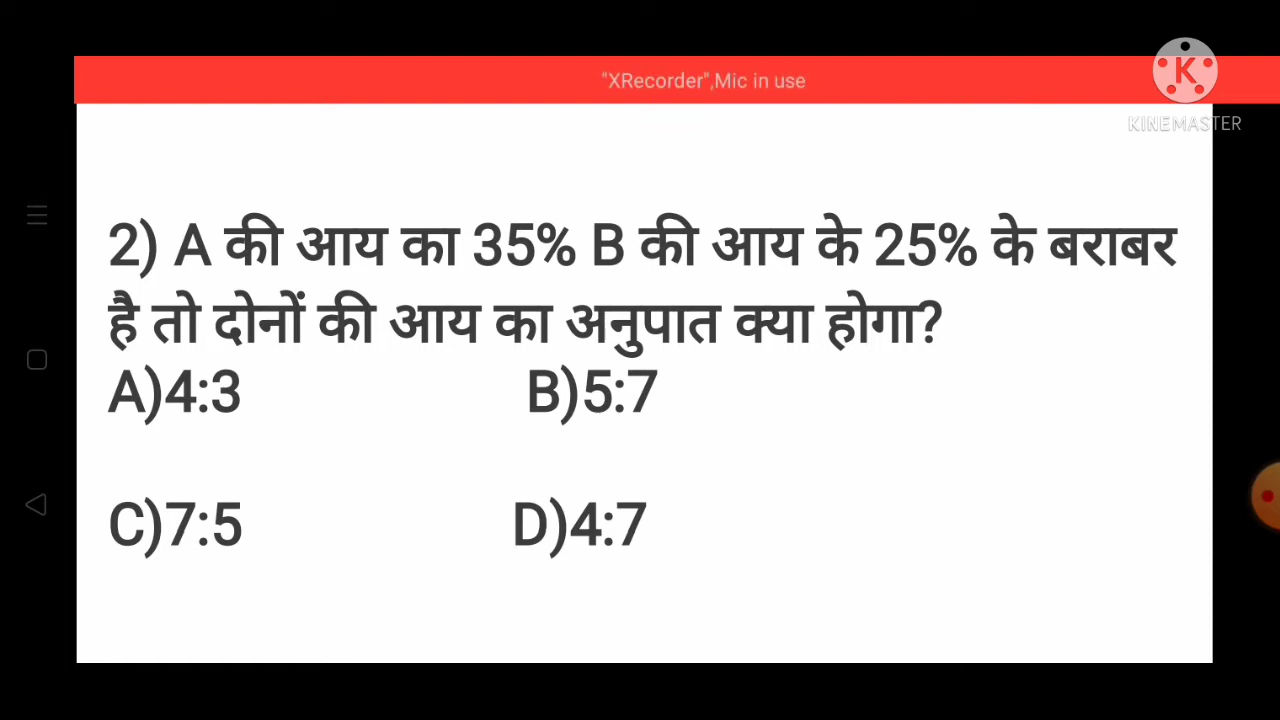 "XRecorder",Mic in use
K
KINEMASTER
2) A की आय का 35% B की आय के 25% के बराबर
है तो दोनों की आय का अनुपात क्या होगा?
A)4:3 B)5:7
C)7:5 D)4:7